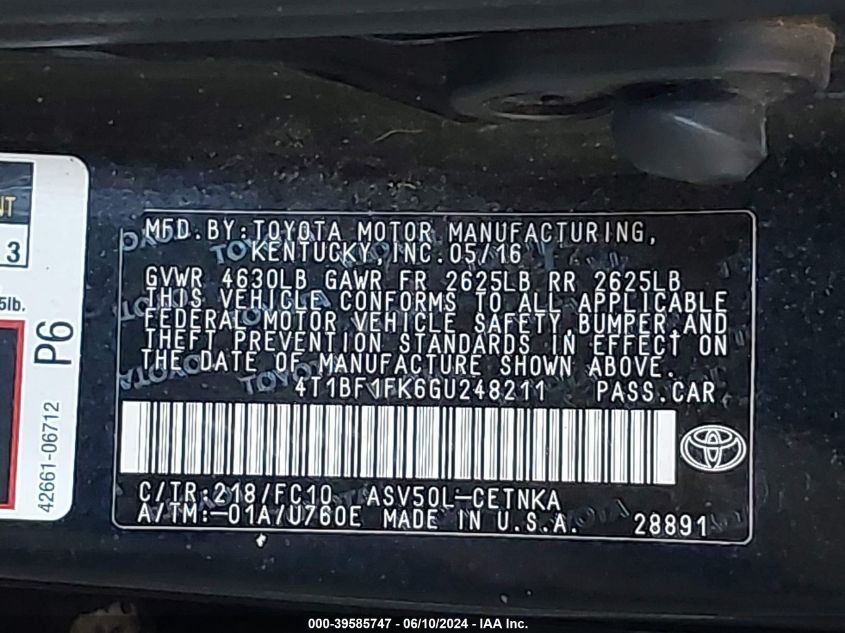 NT
3
5lb.
P6
42661-06712
MFD.BY:TOYOTA MOTOR MANUFACTURING,
KENTUCKY,INC.05/16
GVWR 4630LB GAWR FR 2625LB RR 2625LB
THIS VEHICLE CONFORMS TO ALL APPLICABLE
FEDERAL MOTOR VEHICLE SAFETY,BUMPER,AND
THEFT PREVENTION STANDARDS IN EFFECT ON
THE DATE OF MANUFACTURE SHOWN ABOVE.
4T1BF1FK6GU248211 PASS.CAR
C/TR:218/FC10 ASV50L-CETNKA
A/TM:-01A/U760E MADE IN U.S.A. 28891
000-39585747 - 06/10/2024 - IAA Inc.